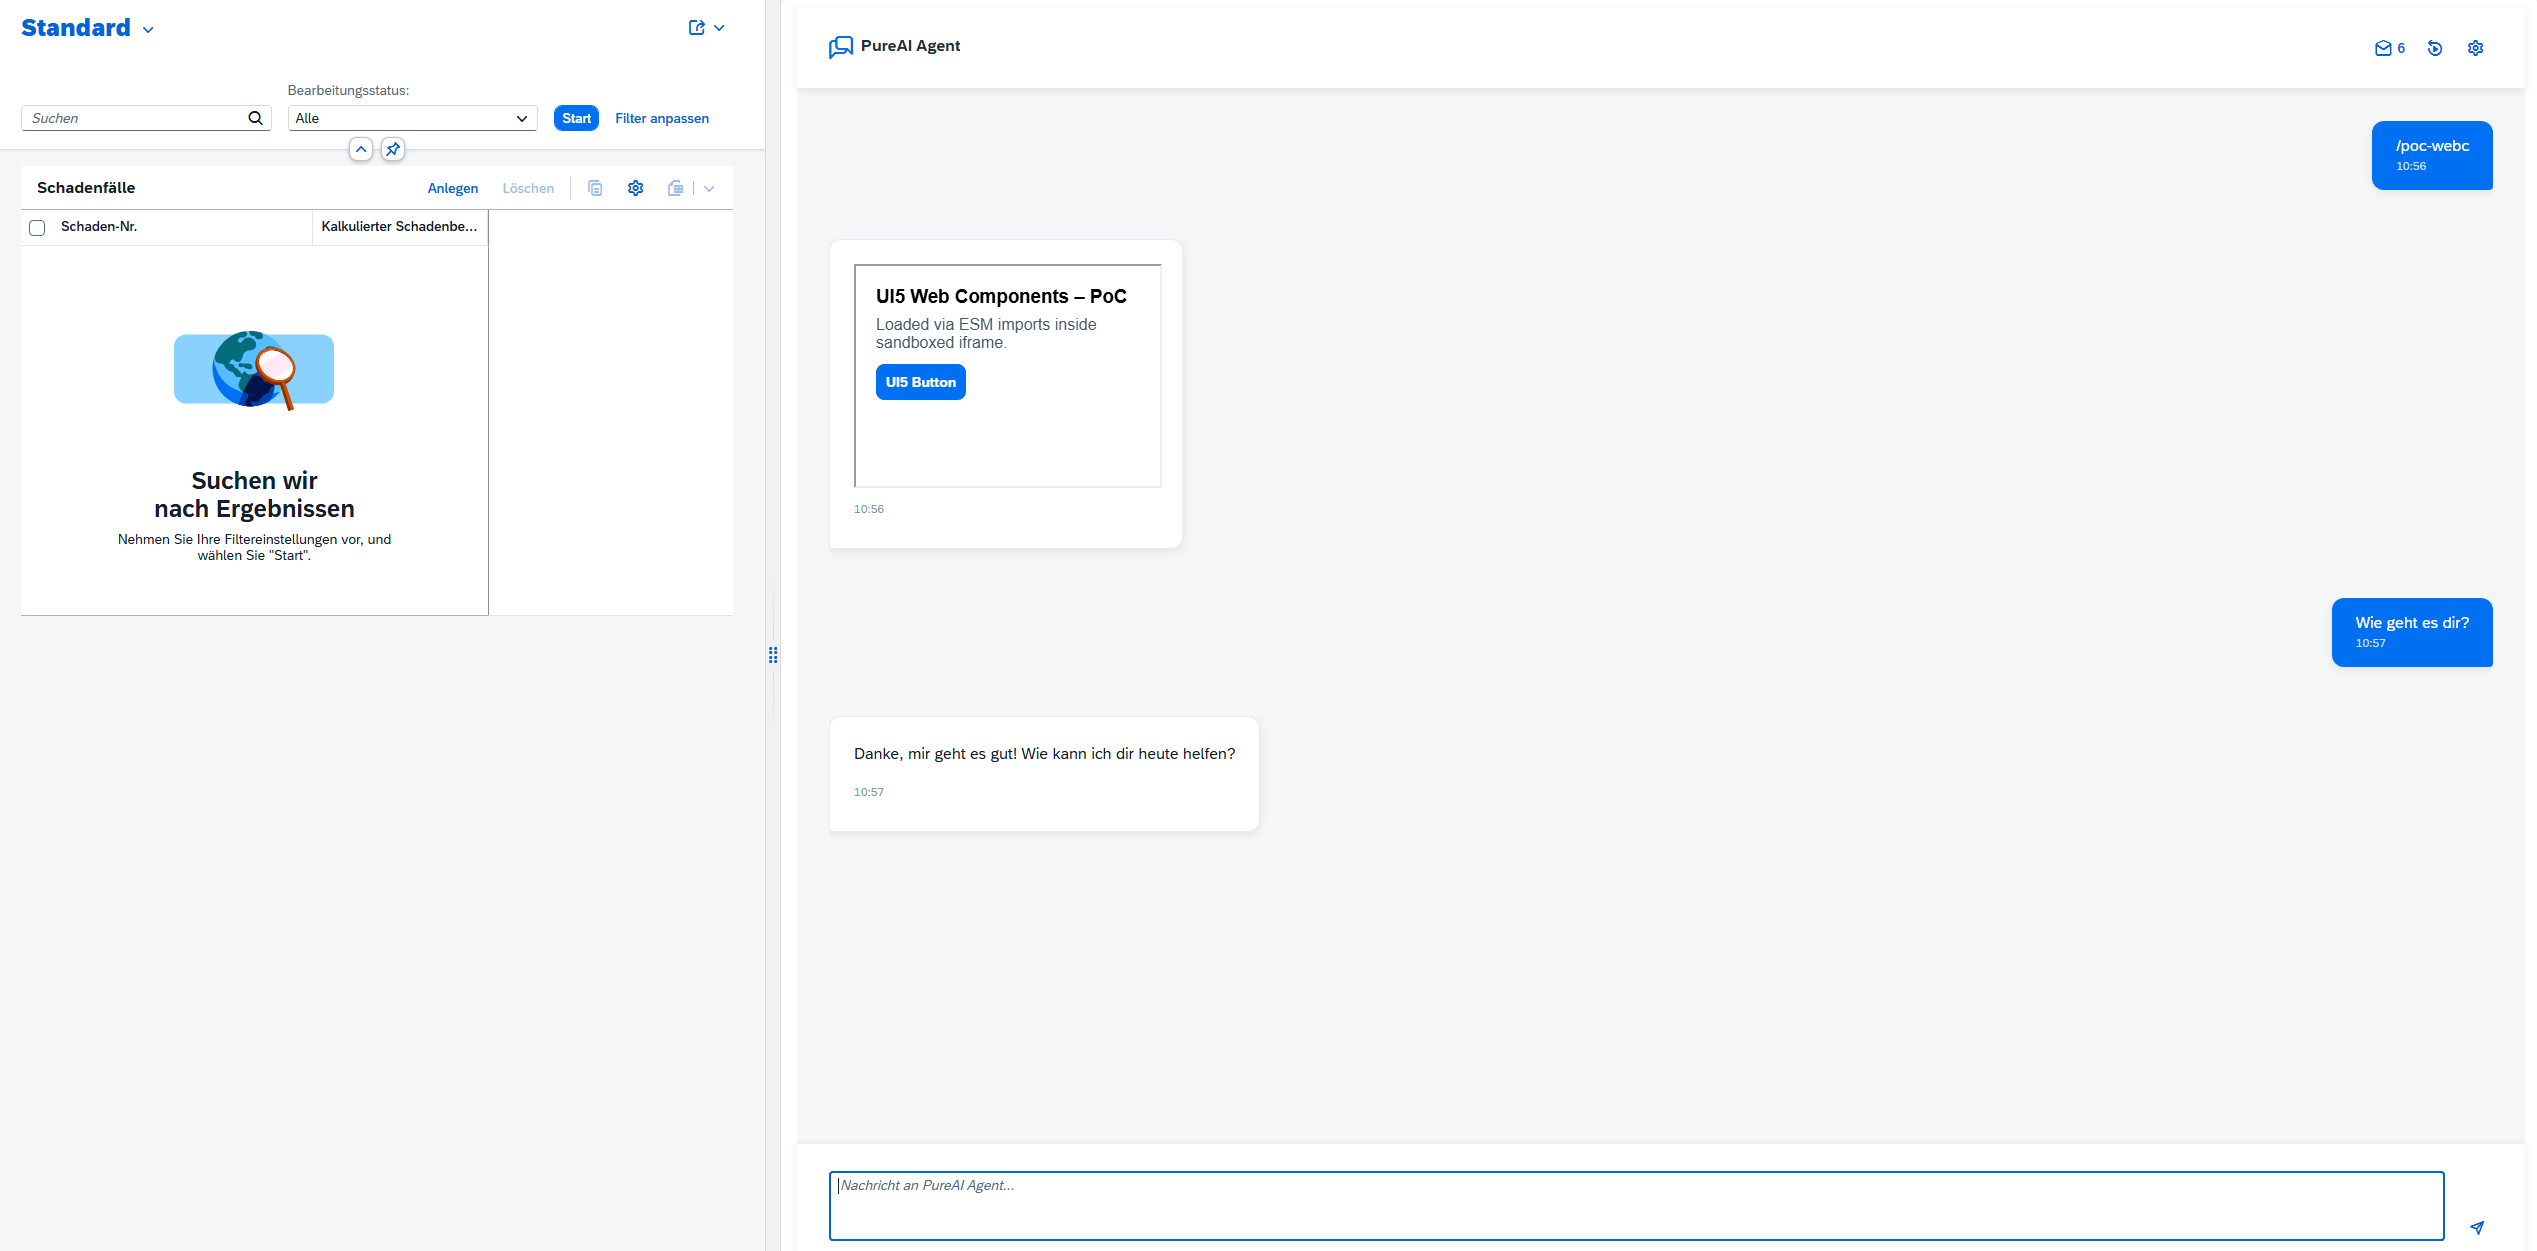 Standard
Bearbeitungsstatus:
Suchen
Alle
Start
Filter anpassen
Schadenfälle
Anlegen
Löschen
Schaden-Nr.
Kalkulierter Schadenbe...
Suchen wir
nach Ergebnissen
Nehmen Sie Ihre Filtereinstellungen vor, und
wählen Sie "Start".
PureAI Agent
6
/poc-webc
10:56
UI5 Web Components – PoC
Loaded via ESM imports inside
sandboxed iframe.
UI5 Button
10:56
Wie geht es dir?
10:57
Danke, mir geht es gut! Wie kann ich dir heute helfen?
10:57
Nachricht an PureAI Agent...